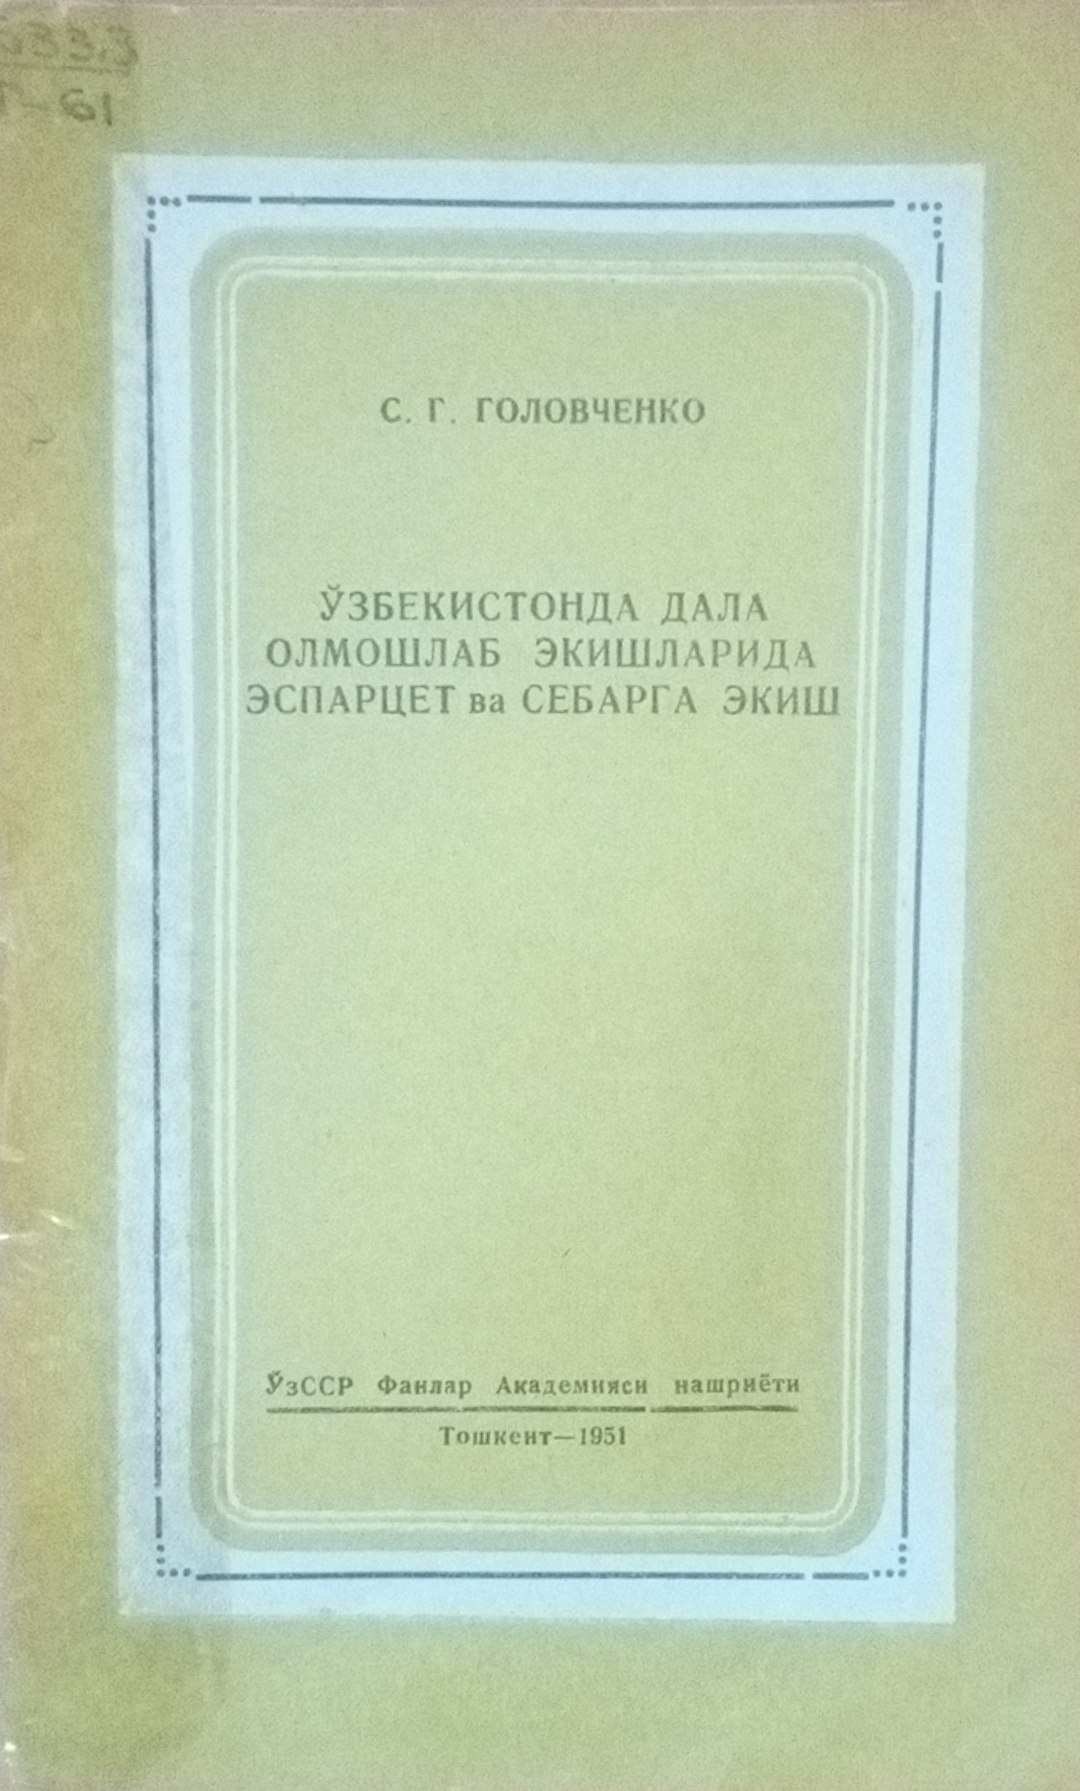 С. Г. ГОЛОВЧЕНКО
ЎЗБЕКИСТОНДА ДАЛА
ОЛМОШЛАБ ЭКИШЛАРИДА
ЭСПАРЦЕТ ва СЕБАРГА ЭКИШ
ЎзССР Фанлар Академияси нашриёти
Тошкент—1951